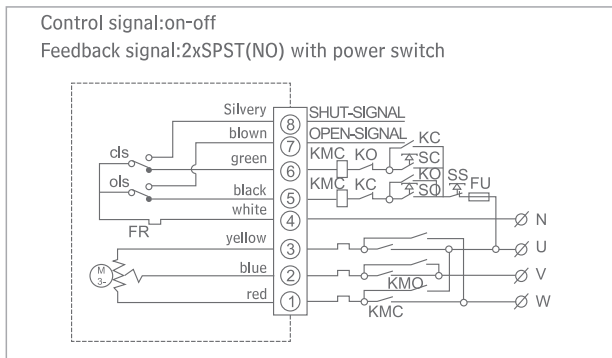 Control signal:on-off
Feedback signal:2xSPST(NO) with power switch
Silvery 8 SHUT-SIGNAL
blown 7 OPEN-SIGNAL KC
cls green 6 KMC KO SC
KO SS
ols black 5 KMC KC SO FU
white 4 N
FR
yellow 3 U
M 3~ blue 2 V
KMO
red 1 W
KMC